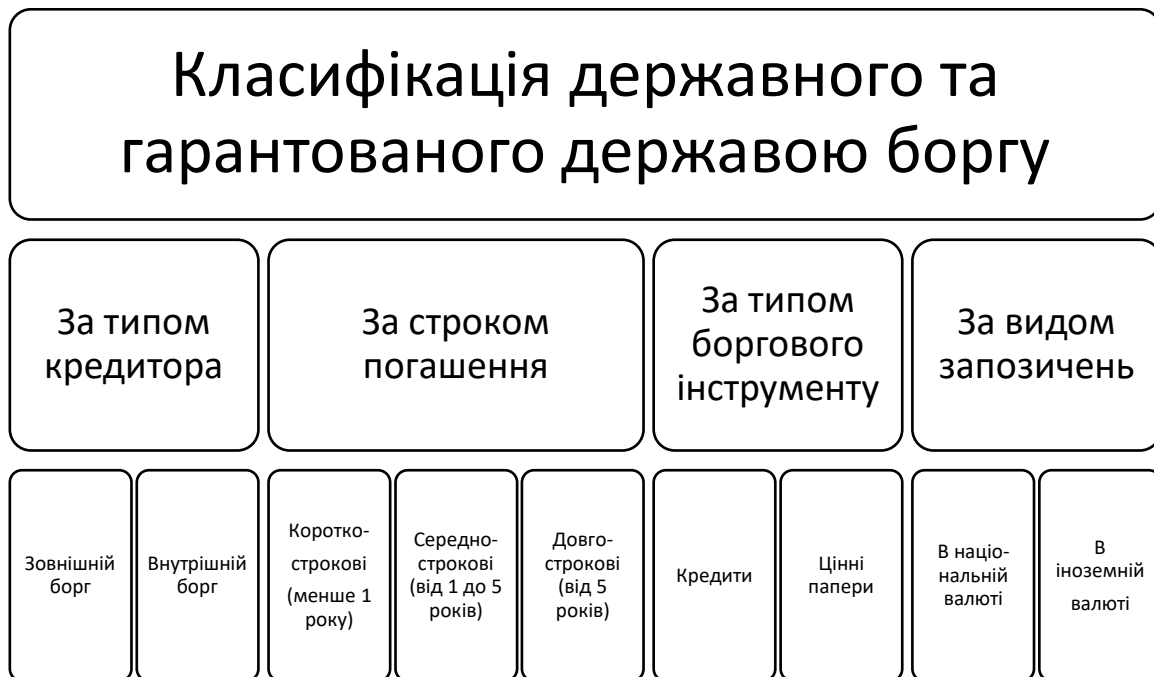 Класифікація державного та
гарантованого державою боргу
За типом
кредитора
За строком
погашення
За типом
боргового
інструменту
За видом
запозичень
Зовнішній
борг
Внутрішній
борг
Коротко-
строкові
(менше 1
року)
Середно-
строкові
(від 1 до 5
років)
Довго-
строкові
(від 5
років)
Кредити
Цінні
папери
В націо-
нальній
валюті
В
іноземній
валюті